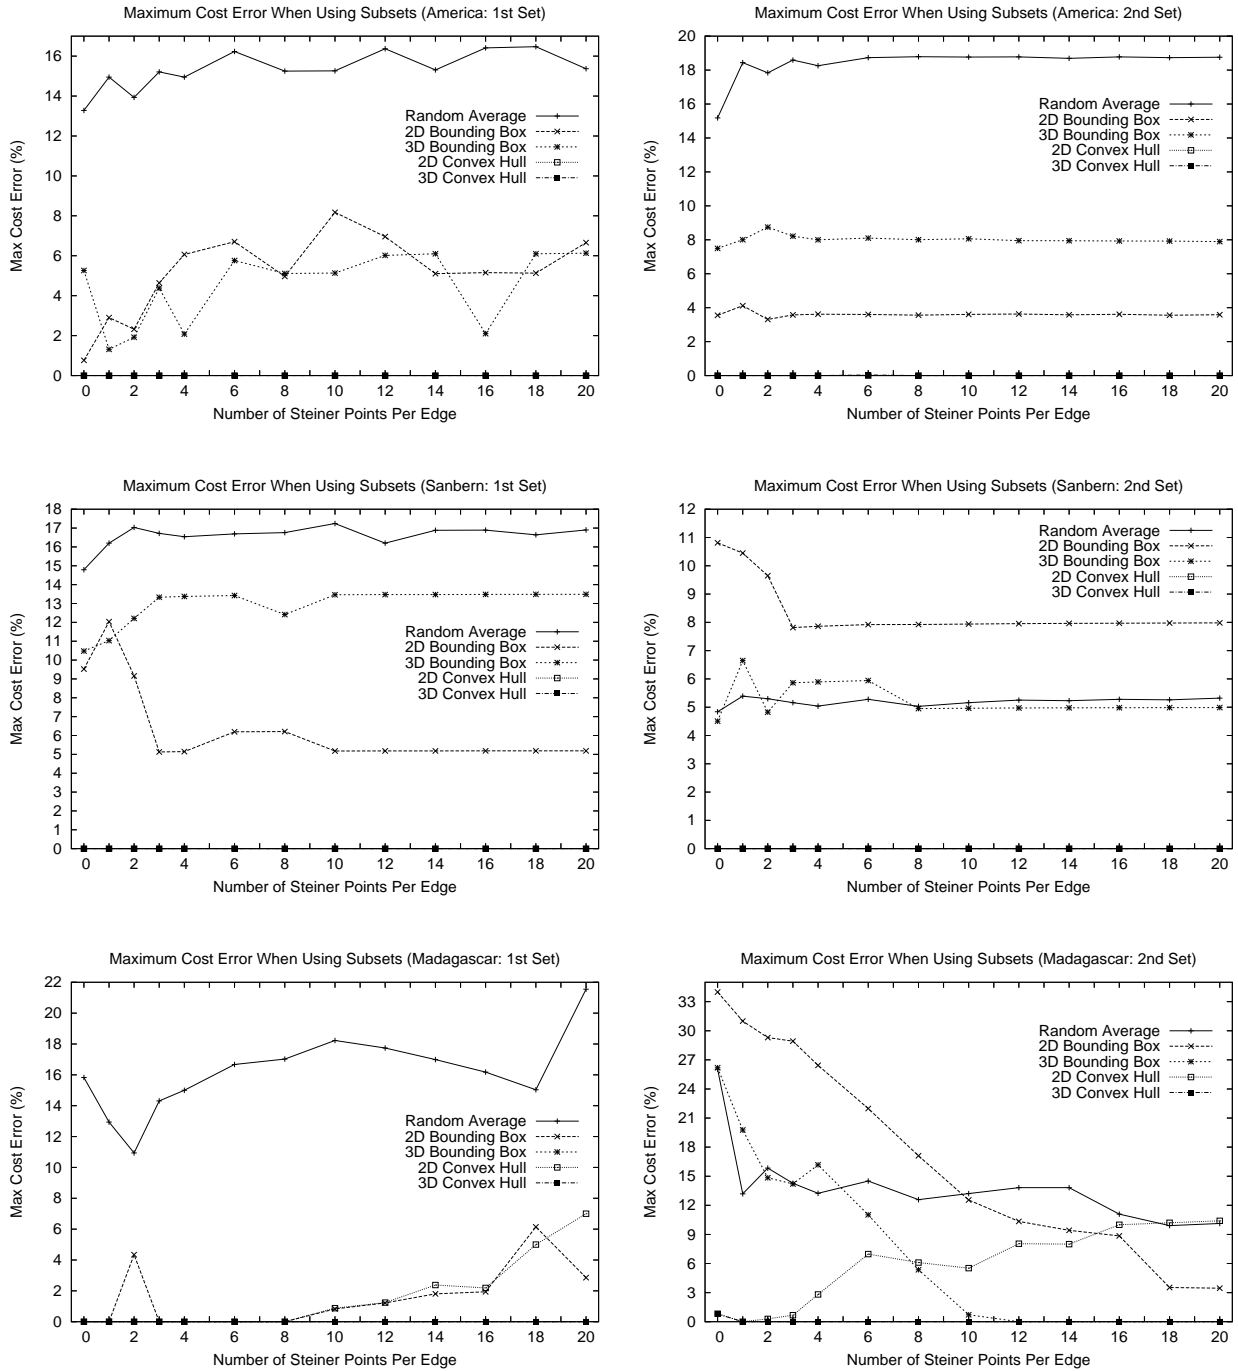 Maximum Cost Error When Using Subsets (America: 1st Set)
16
14
12
10
8
6
4
2
0
Max Cost Error (%)
Random Average
2D Bounding Box
3D Bounding Box
2D Convex Hull
3D Convex Hull
0 2 4 6 8 10 12 14 16 18 20
Number of Steiner Points Per Edge
Maximum Cost Error When Using Subsets (America: 2nd Set)
20
18
16
14
12
10
8
6
4
2
0
Max Cost Error (%)
Random Average
2D Bounding Box
3D Bounding Box
2D Convex Hull
3D Convex Hull
0 2 4 6 8 10 12 14 16 18 20
Number of Steiner Points Per Edge
Maximum Cost Error When Using Subsets (Sanbern: 1st Set)
18
17
16
15
14
13
12
11
10
9
8
7
6
5
4
3
2
1
0
Max Cost Error (%)
Random Average
2D Bounding Box
3D Bounding Box
2D Convex Hull
3D Convex Hull
0 2 4 6 8 10 12 14 16 18 20
Number of Steiner Points Per Edge
Maximum Cost Error When Using Subsets (Sanbern: 2nd Set)
12
11
10
9
8
7
6
5
4
3
2
1
0
Max Cost Error (%)
Random Average
2D Bounding Box
3D Bounding Box
2D Convex Hull
3D Convex Hull
0 2 4 6 8 10 12 14 16 18 20
Number of Steiner Points Per Edge
Maximum Cost Error When Using Subsets (Madagascar: 1st Set)
22
20
18
16
14
12
10
8
6
4
2
0
Max Cost Error (%)
Random Average
2D Bounding Box
3D Bounding Box
2D Convex Hull
3D Convex Hull
0 2 4 6 8 10 12 14 16 18 20
Number of Steiner Points Per Edge
Maximum Cost Error When Using Subsets (Madagascar: 2nd Set)
33
30
27
24
21
18
15
12
9
6
3
0
Max Cost Error (%)
Random Average
2D Bounding Box
3D Bounding Box
2D Convex Hull
3D Convex Hull
0 2 4 6 8 10 12 14 16 18 20
Number of Steiner Points Per Edge